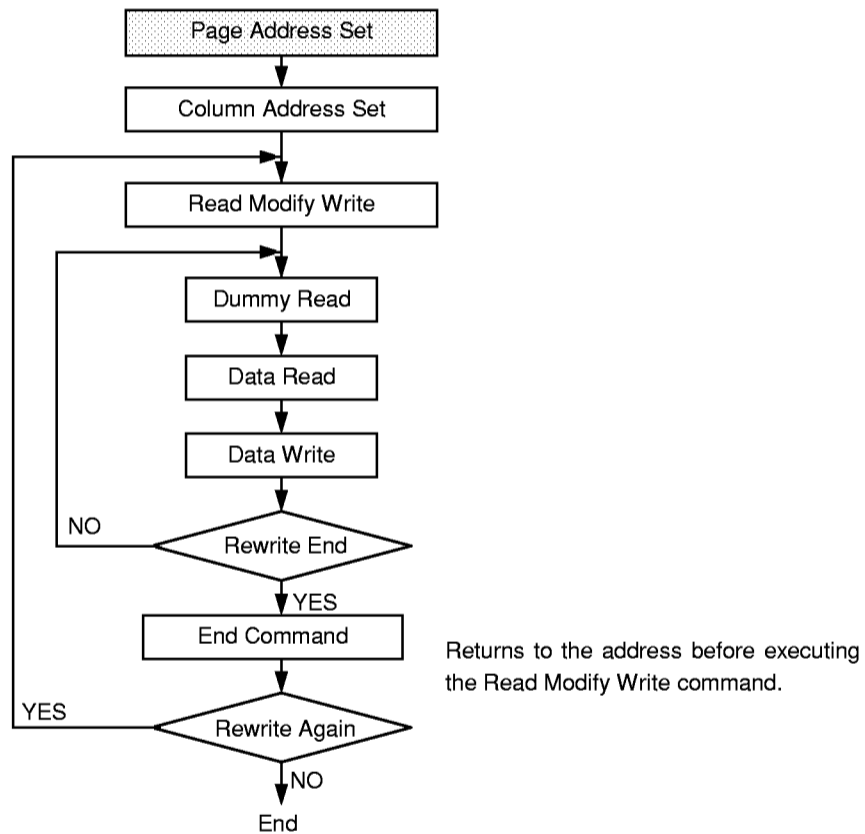 Page Address Set
Column Address Set
Read Modify Write
Dummy Read
Data Read
Data Write
NO
Rewrite End
YES
End Command
Returns to the address before executing
the Read Modify Write command.
YES
Rewrite Again
NO
End